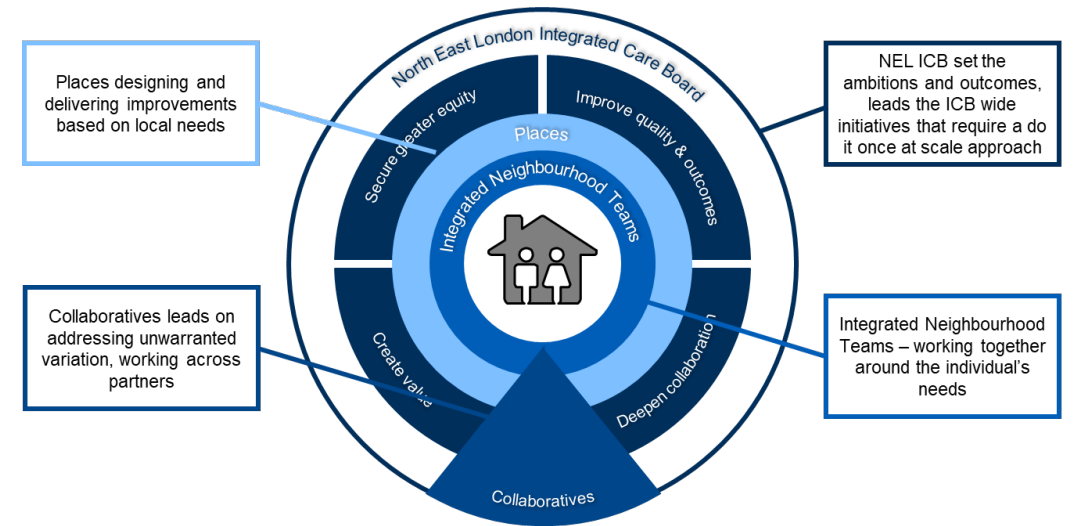 North East London Integrated Care Board
Places designing and
delivering improvements
based on local needs
NEL ICB set the
ambitions and outcomes,
leads the ICB wide
initiatives that require a do
it once at scale approach
Secure greater equity
Improve quality & outcomes
Places
Integrated Neighbourhood Teams
Collaboratives leads on
addressing unwarranted
variation, working across
partners
Integrated Neighbourhood
Teams – working together
around the individual's
needs
Create value
Deepen collaboration
Collaboratives